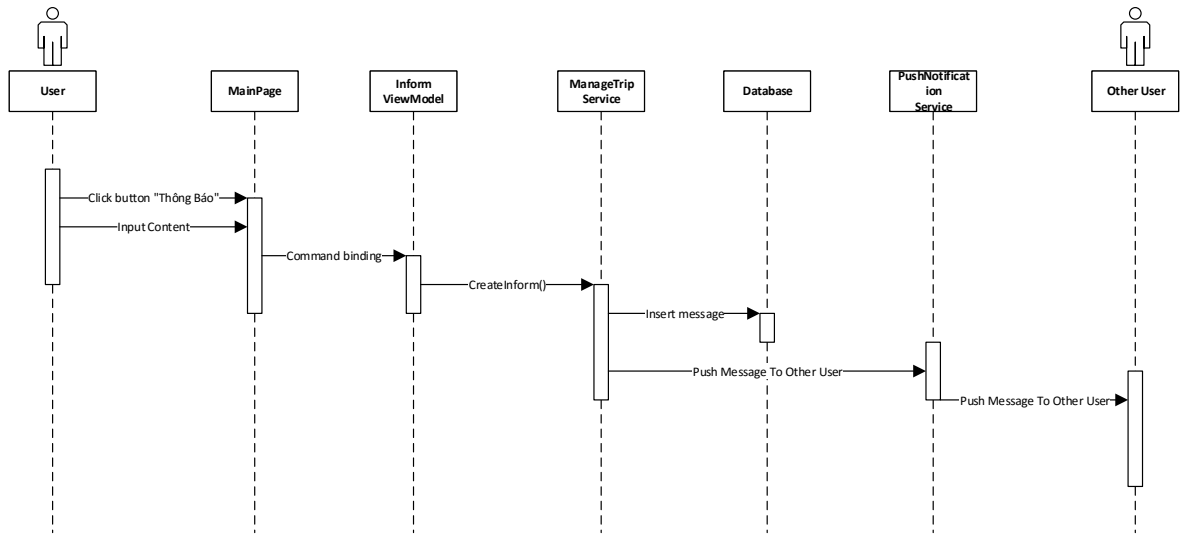 User
MainPage
Inform
ViewModel
ManageTrip
Service
Database
PushNotificat
ion
Service
Other User
Click button "Thông Báo"
Input Content
Command binding
CreateInform()
Insert message
Push Message To Other User
Push Message To Other User